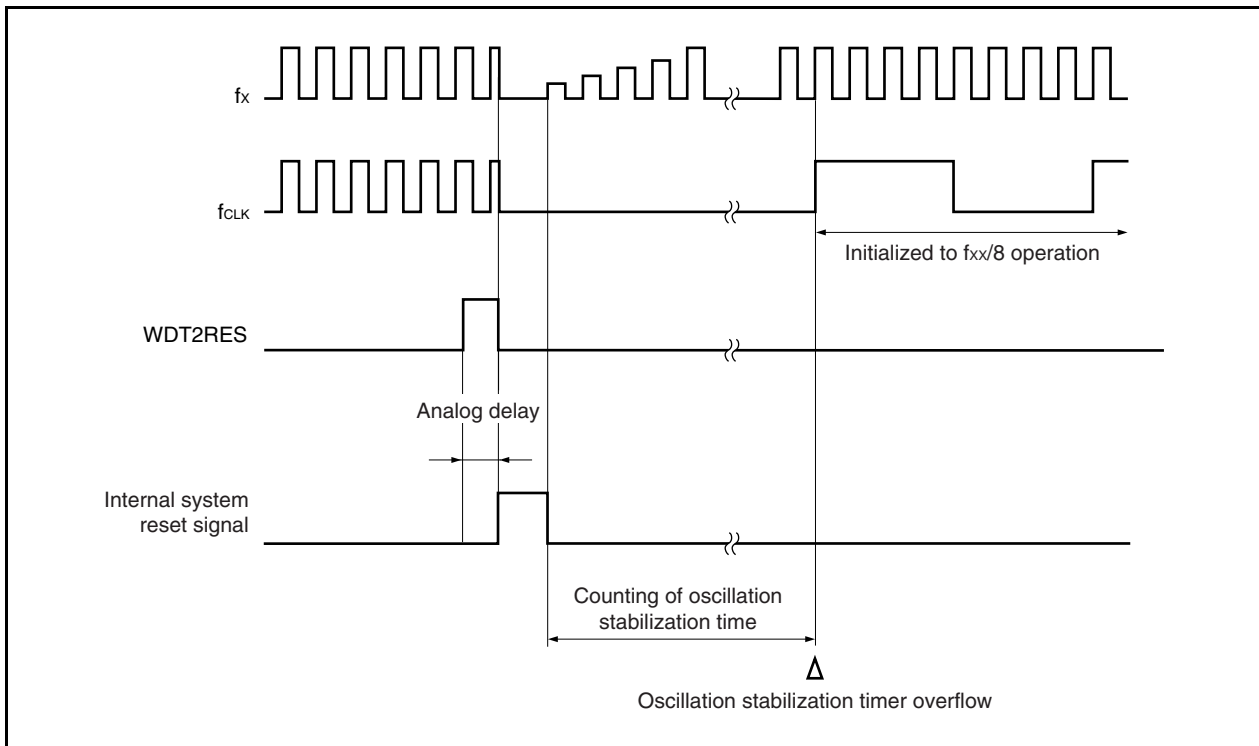 fX
fCLK
Initialized to fXX/8 operation
WDT2RES
Analog delay
Internal system
reset signal
Counting of oscillation
stabilization time
Oscillation stabilization timer overflow